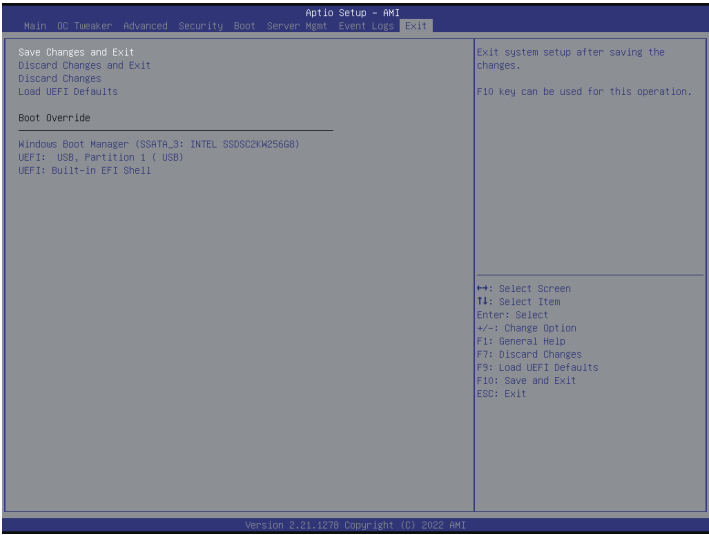 Aptio Setup – AMI
Main OC Tweaker Advanced Security Boot Server Mgmt Event Logs Exit
Save Changes and Exit
Discard Changes and Exit
Discard Changes
Load UEFI Defaults
Boot Override
Windows Boot Manager (SSATA_3: INTEL SSDSC2KW256G8)
UEFI: USB, Partition 1 ( USB)
UEFI: Built-in EFI Shell
Exit system setup after saving the
changes.
F10 key can be used for this operation.
↔: Select Screen
↑↓: Select Item
Enter: Select
+/-: Change Option
F1: General Help
F7: Discard Changes
F9: Load UEFI Defaults
F10: Save and Exit
ESC: Exit
Version 2.21.1278 Copyright (C) 2022 AMI